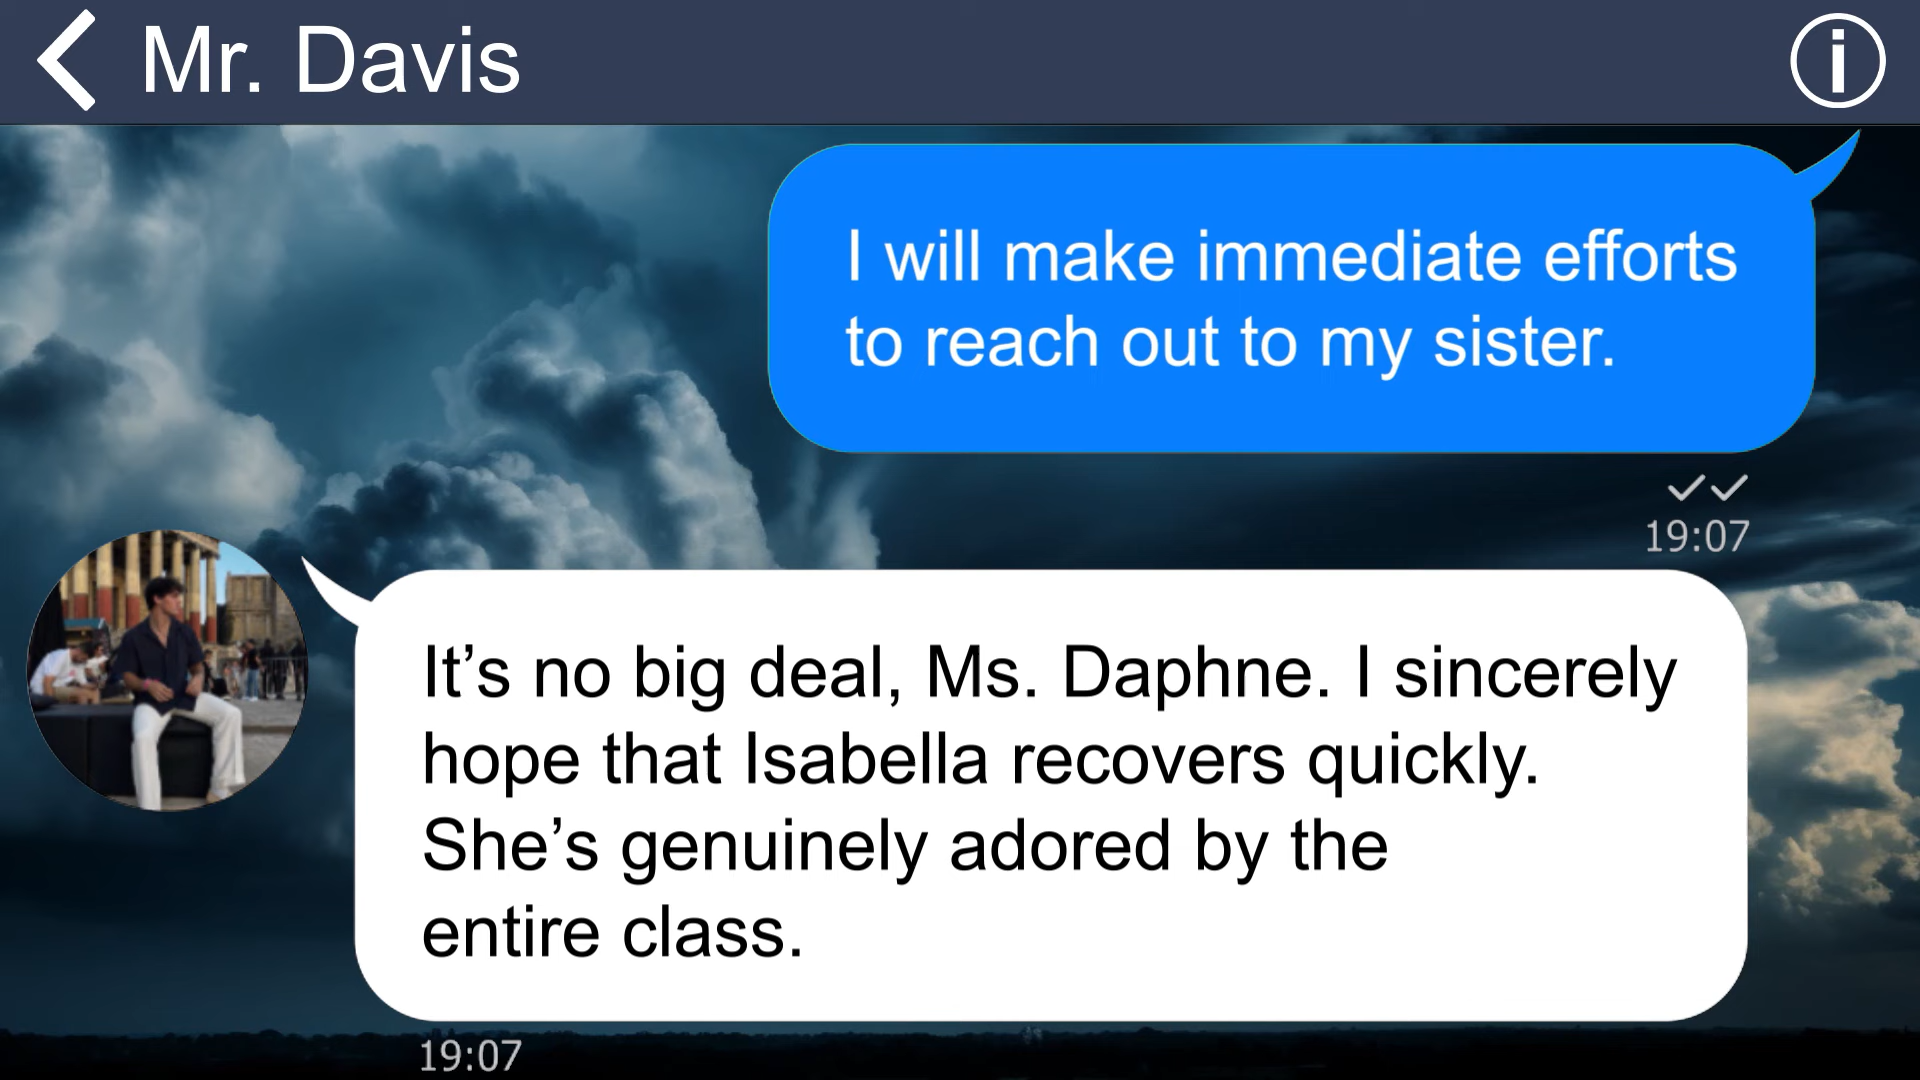 Mr. Davis
I will make immediate efforts
to reach out to my sister.
19:07
It’s no big deal, Ms. Daphne. I sincerely
hope that Isabella recovers quickly.
She’s genuinely adored by the
entire class.
19:07